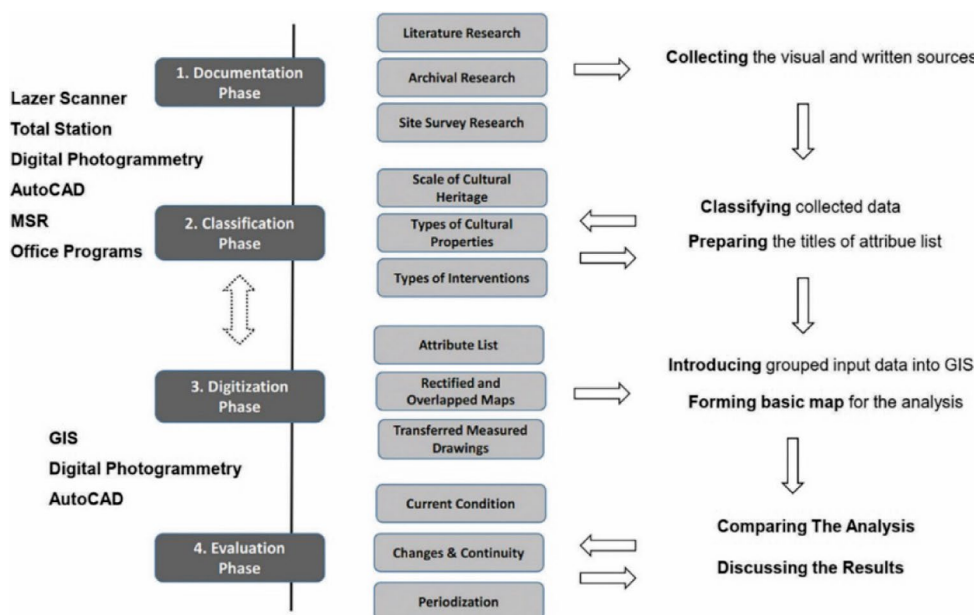 1. Documentation
Phase
Lazer Scanner
Total Station
Digital Photogrammetry
AutoCAD
MSR
Office Programs
2. Classification
Phase
3. Digitization
Phase
GIS
Digital Photogrammetry
AutoCAD
4. Evaluation
Phase
Literature Research
Archival Research
Site Survey Research
Scale of Cultural
Heritage
Types of Cultural
Properties
Types of Interventions
Attribute List
Rectified and
Overlapped Maps
Transferred Measured
Drawings
Current Condition
Changes & Continuity
Periodization
Collecting the visual and written sources
Classifying collected data
Preparing the titles of attribue list
Introducing grouped input data into GIS
Forming basic map for the analysis
Comparing The Analysis
Discussing the Results